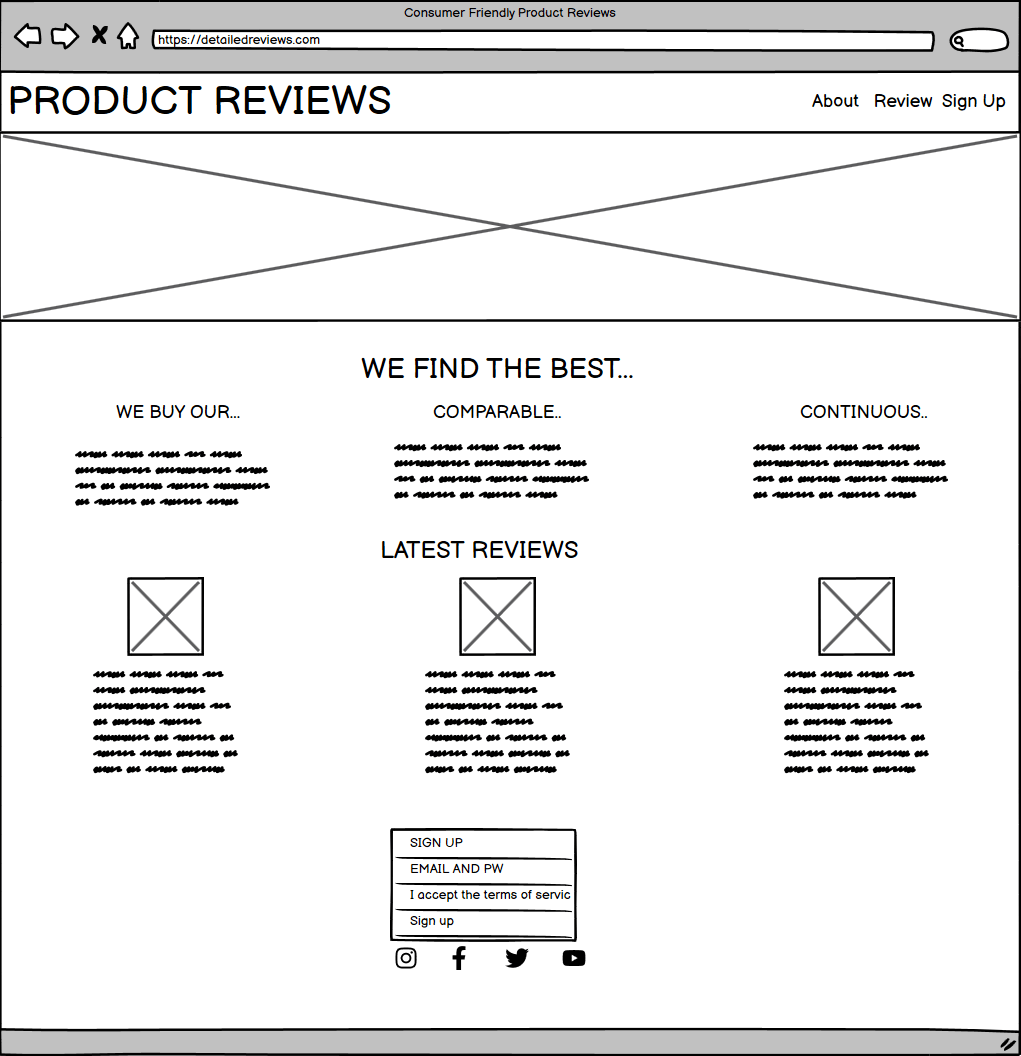 Consumer Friendly Product Reviews
https://detailedreviews.com
PRODUCT REVIEWS
About Review Sign Up
WE FIND THE BEST...
WE BUY OUR... COMPARABLE.. CONTINUOUS..
LATEST REVIEWS
SIGN UP
EMAIL AND PW
I accept the terms of servic
Sign up